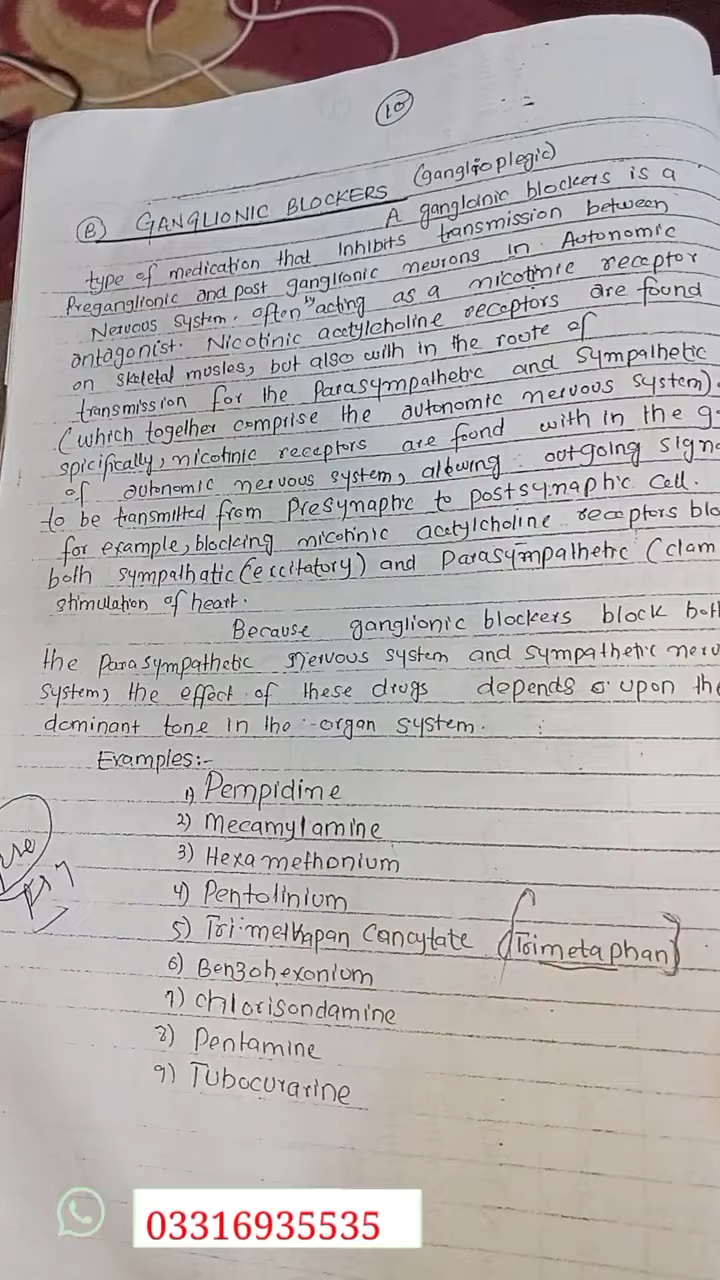 10
(B) GANGLIONIC BLOCKERS (ganglioplegic)
A ganglainic blockers is a
type of medication that Inhibits transmission between
Preganglionic and post ganglionic neurons in Autonomic
Nervous System. often by acting as a nicotinic receptor
antagonist. Nicotinic acetylcholine receptors are found
on skeletal musles, but also with in the route of
transmission for the Parasympathetic and Sympathetic
(which together comprise the autonomic nervous system).
spicifically, nicotinic receptors are foond with in the g
of autonomic nervous system, allowing outgoing signa
to be transmitted from Presynaptic to postsynaptic Cell.
for example, blocking nicotinic acetylcholine receptors blo
both sympathatic (excitatory) and Parasympathetic (clam
stimulation of heart.
Because ganglionic blockers block both
the Parasympathetic nervous system and sympathetic nervo
system, the effect of these drugs depends upon the
dominant tone in the organ system.
Examples:-
1) Pempidine
2) Mecamylamine
3) Hexamethonium
4) Pentolinium
5) Trimethapan Cancytate (Trimetaphan)
6) Benzohexonium
7) Chlorisondamine
8) Pentamine
9) Tubocurarine
03316935535